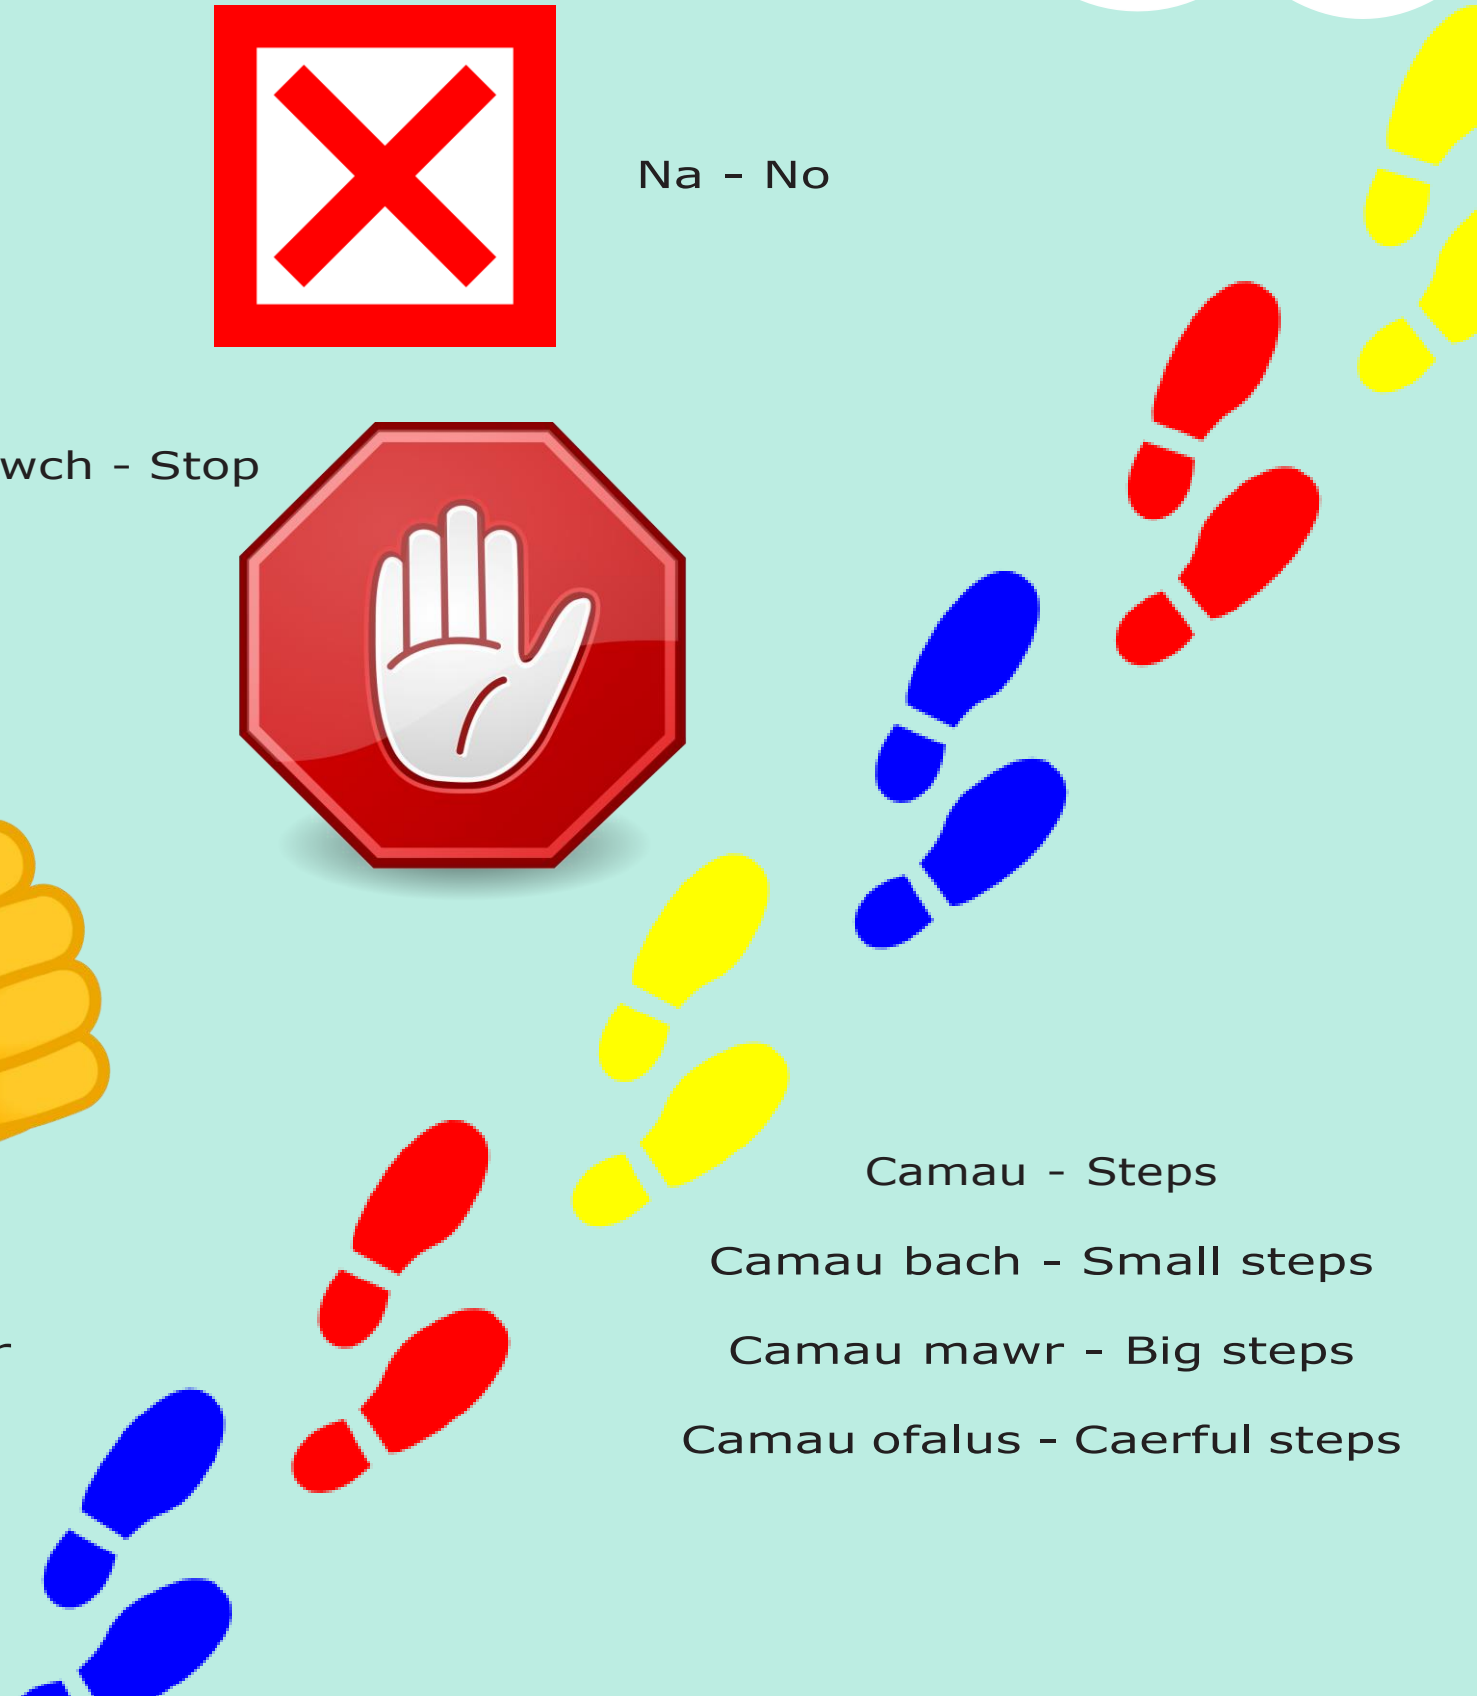 Na - No
wch - Stop
Camau - Steps
Camau bach - Small steps
Camau mawr - Big steps
Camau ofalus - Caerful steps